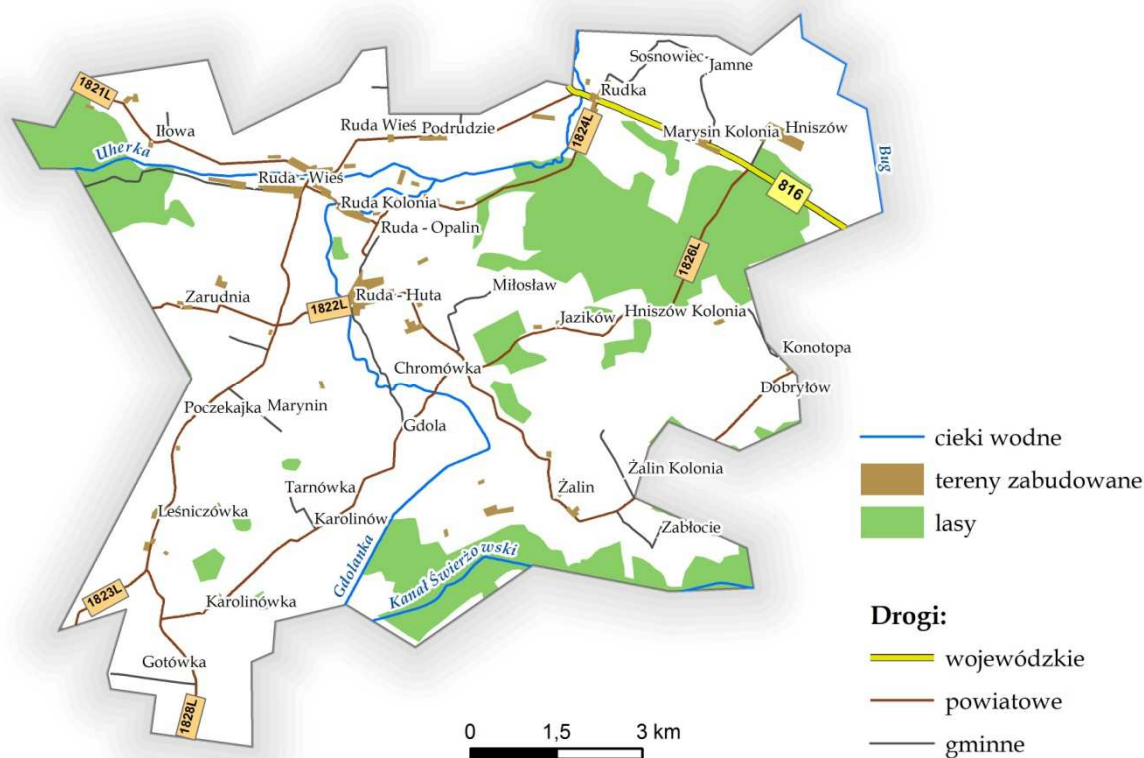 Sosnowiec
Jamne
1821L
Rudka
Iłowa
Ruda Wieś
Podrudzie
1824L
Marysin Kolonia
Hniszów
Uherka
Bug
Ruda - Wieś
816
Ruda Kolonia
Ruda - Opalin
1826L
Zarudnia
Miłosław
1822L
Ruda - Huta
Jazików
Hniszów Kolonia
Konotopa
Chromówka
Dobryłów
Poczekajka
Marynin
Gdola
cieki wodne
Żalin Kolonia
tereny zabudowane
Tarnówka
Żalin
Leśniczówka
Karolinów
Zabłocie
lasy
Gdolanka
Kanał Świerżowski
1823L
Karolinówka
Drogi:
Gotówka
wojewódzkie
1828L
powiatowe
0 1,5 3 km
gminne